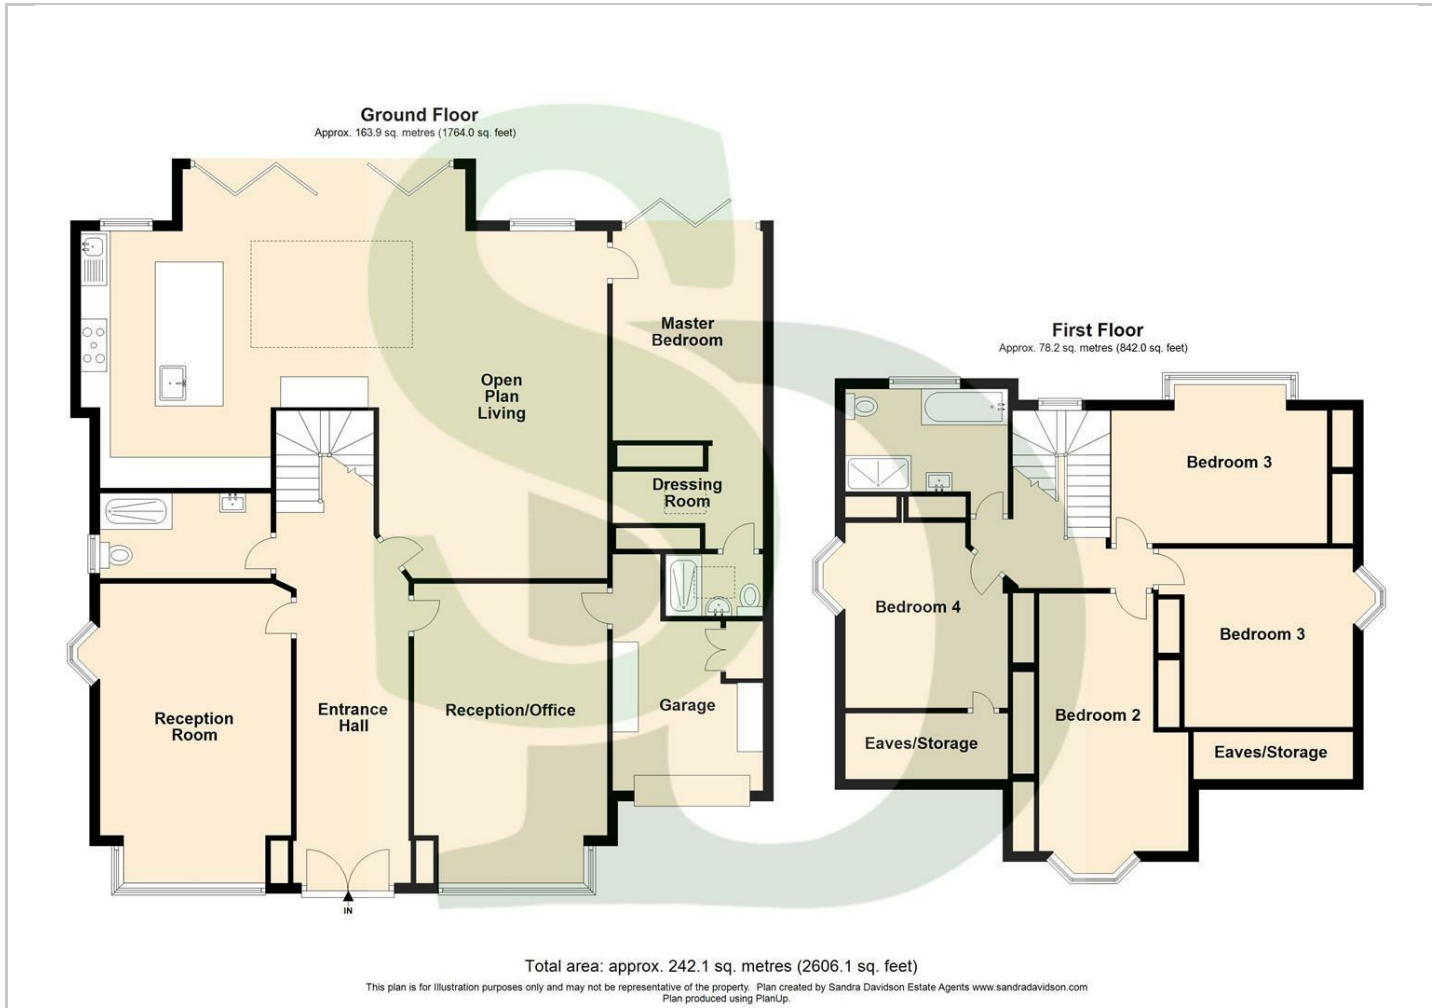 Ground Floor
Approx. 163.9 sq. metres (1764.0 sq. feet)
Master
Bedroom
Open
Plan
Living
Dressing
Room
Reception
Room
Entrance
Hall
Reception/Office
Garage
IN
First Floor
Approx. 78.2 sq. metres (842.0 sq. feet)
Bedroom 3
Bedroom 4
Bedroom 3
Bedroom 2
Eaves/Storage
Eaves/Storage
Total area: approx. 242.1 sq. metres (2606.1 sq. feet)
This plan is for Illustration purposes only and may not be representative of the property. Plan created by Sandra Davidson Estate Agents www.sandradavidson.com
Plan produced using PlanUp.